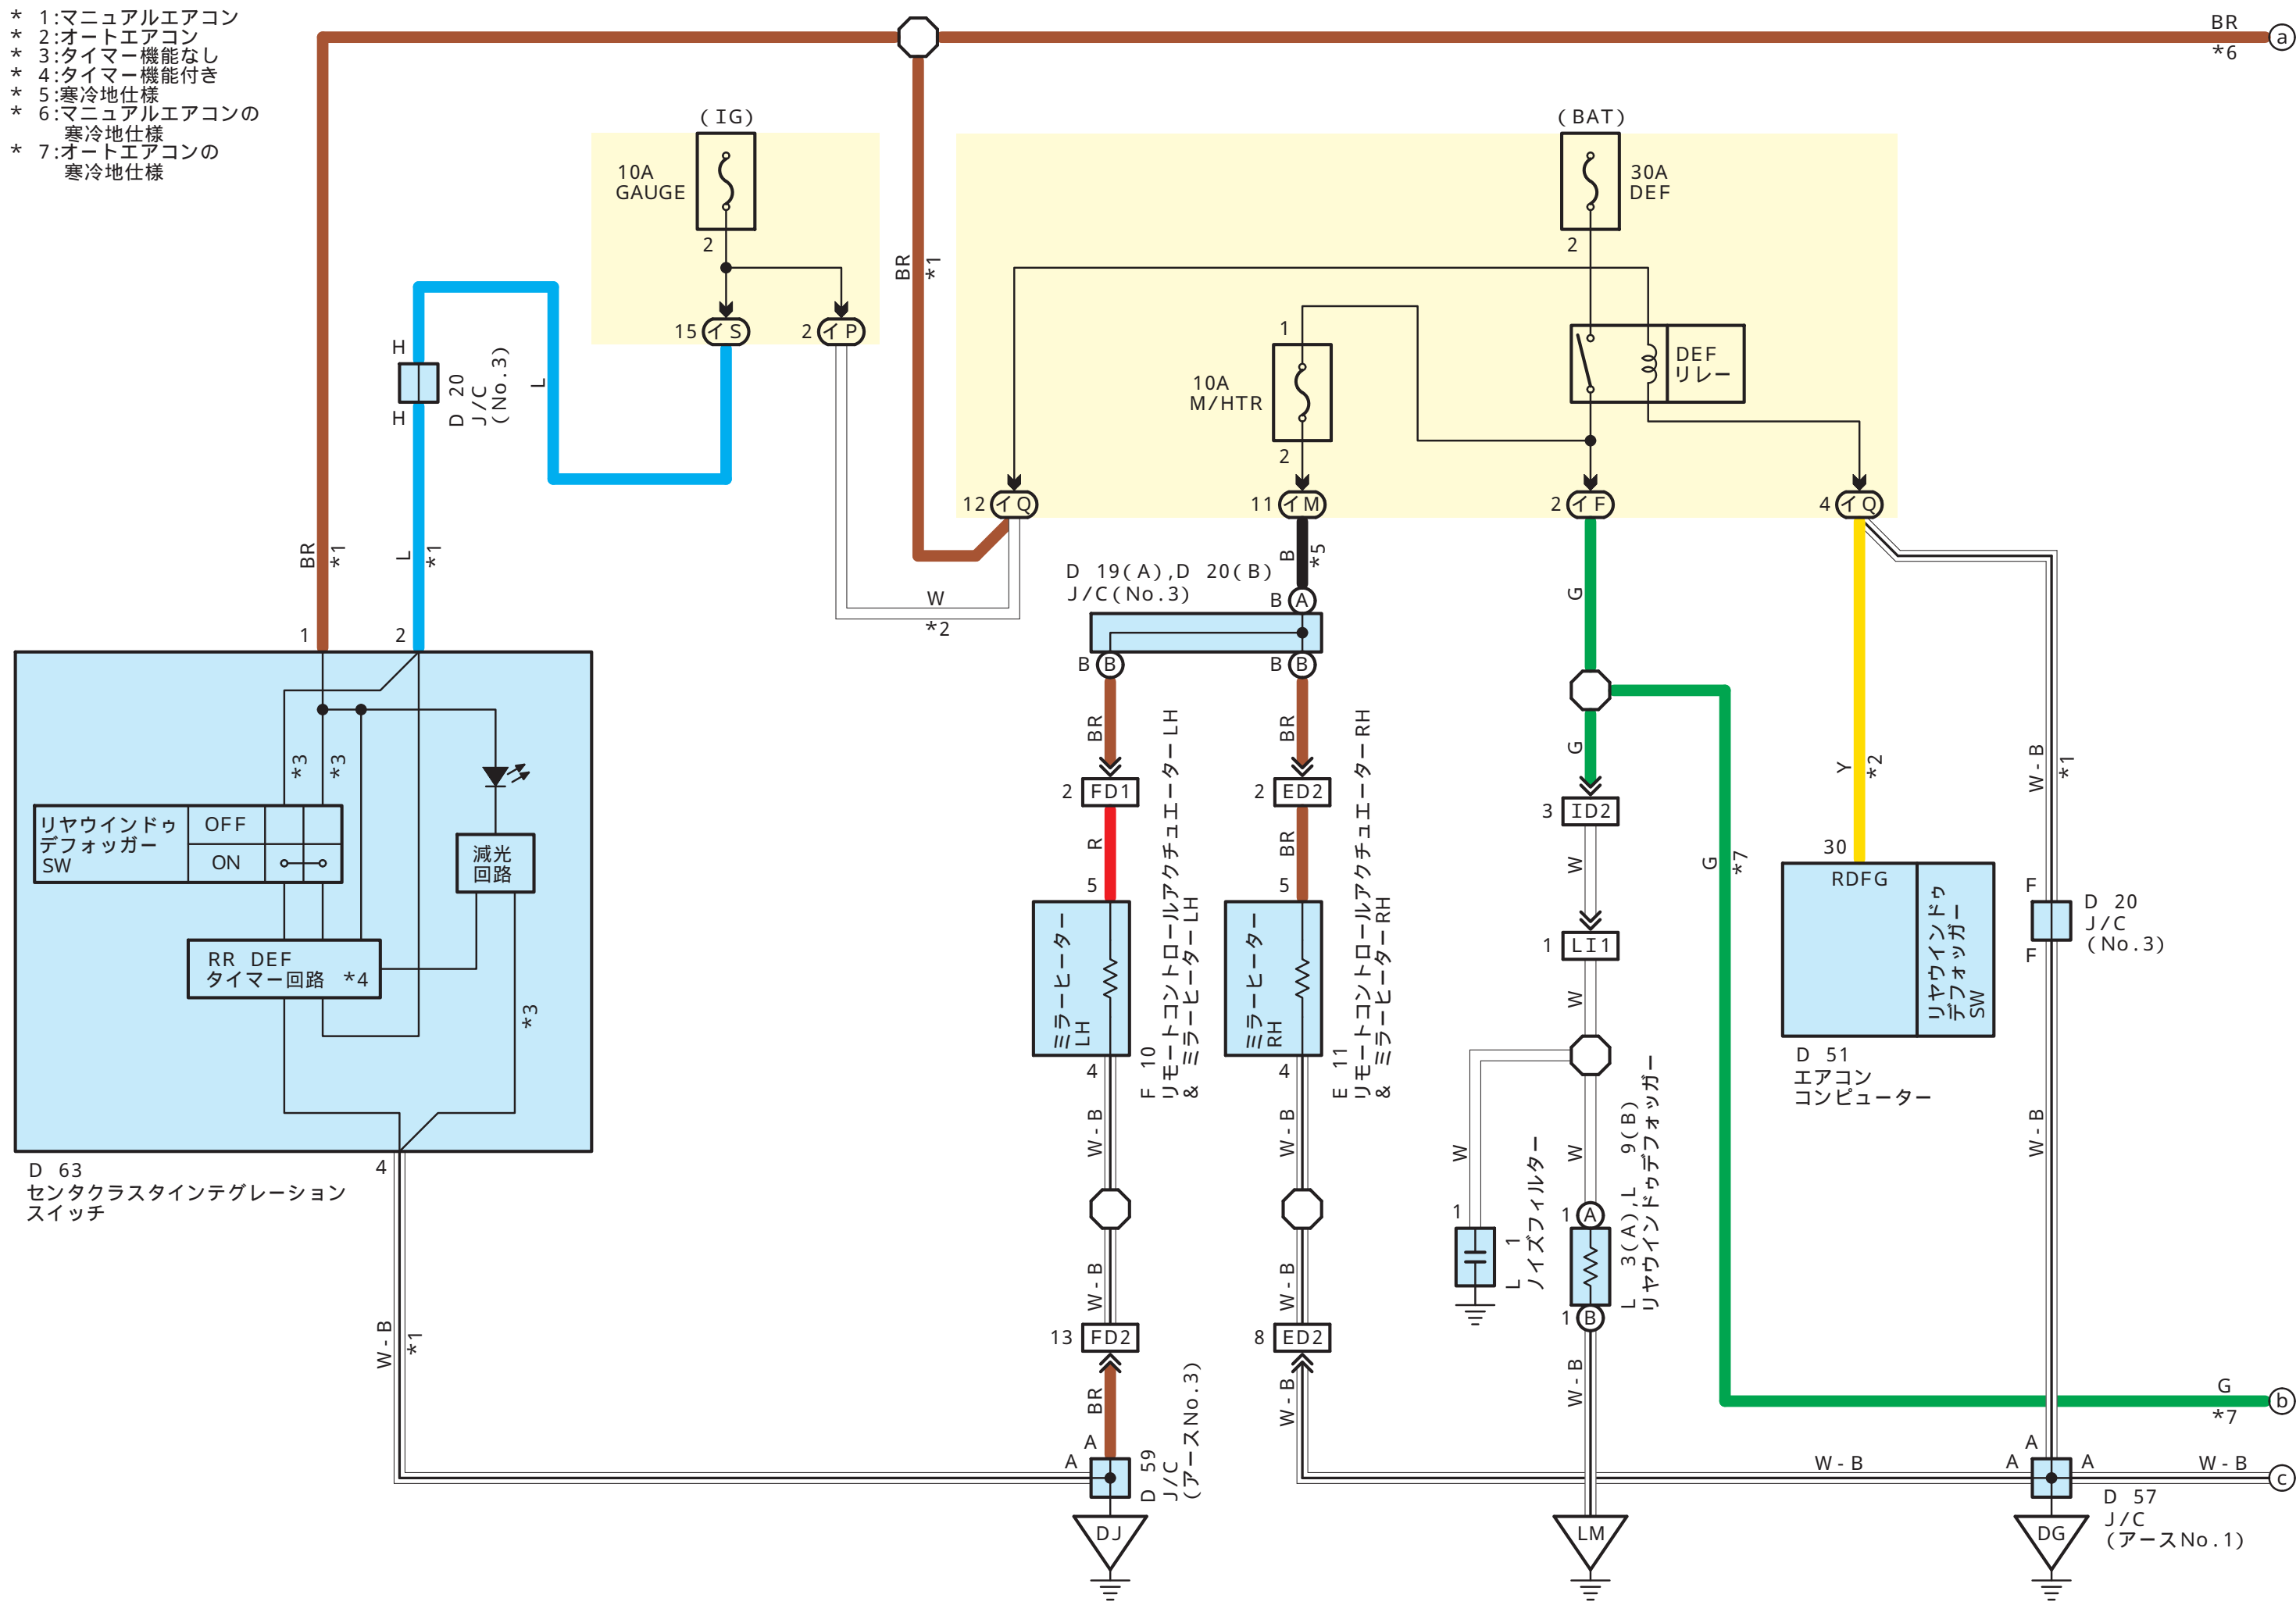 * 1:マニュアルエアコン
* 2:オートエアコン
* 3:タイマー機能なし
* 4:タイマー機能付き
* 5:寒冷地仕様
* 6:マニュアルエアコンの
寒冷地仕様
* 7:オートエアコンの
寒冷地仕様
BR
*6
a
(IG)
10A
GAUGE
2
15 イS
2 イP
(BAT)
30A
DEF
2
BR
*1
1
10A
M/HTR
2
DEF
リレー
12 イQ
11 イM
2 イF
4 イQ
H
H
D 20
J/C
(No.3)
L
BR
*1
L
*1
W
*2
B
*5
D 19(A),D 20(B)
J/C(No.3)
B A
B B
B B
G
1
2
*3
*3
リヤウインドゥ
デフォッガー
SW
OFF
ON
減光
回路
RR DEF
タイマー回路 *4
*3
D 63
センタクラスタインテグレーション
スイッチ
4
W-B
*1
BR
BR
2 FD1
2 ED2
R
BR
5
5
ミラーヒーター
LH
ミラーヒーター
RH
4
4
F 10
リモートコントロールアクチュエーター LH
& ミラーヒーター LH
E 11
リモートコントロールアクチュエーター RH
& ミラーヒーター RH
W-B
W-B
W-B
W-B
13 FD2
8 ED2
BR
W-B
A
A
D 59
J/C
(アースNo.3)
DJ
G
3 ID2
W
1 LI1
W
W
W
1
L 1
ノイズフィルター
1 A
1 B
L 3(A),L 9(B)
リヤウインドゥデフォッガー
W-B
LM
G
*7
Y
*2
30
RDFG
リヤウインドゥ
デフォッガー
SW
D 51
エアコン
コンピューター
W-B
*1
F
F
D 20
J/C
(No.3)
W-B
G
*7
b
W-B
A
A
A
W-B
c
D 57
J/C
(アースNo.1)
DG